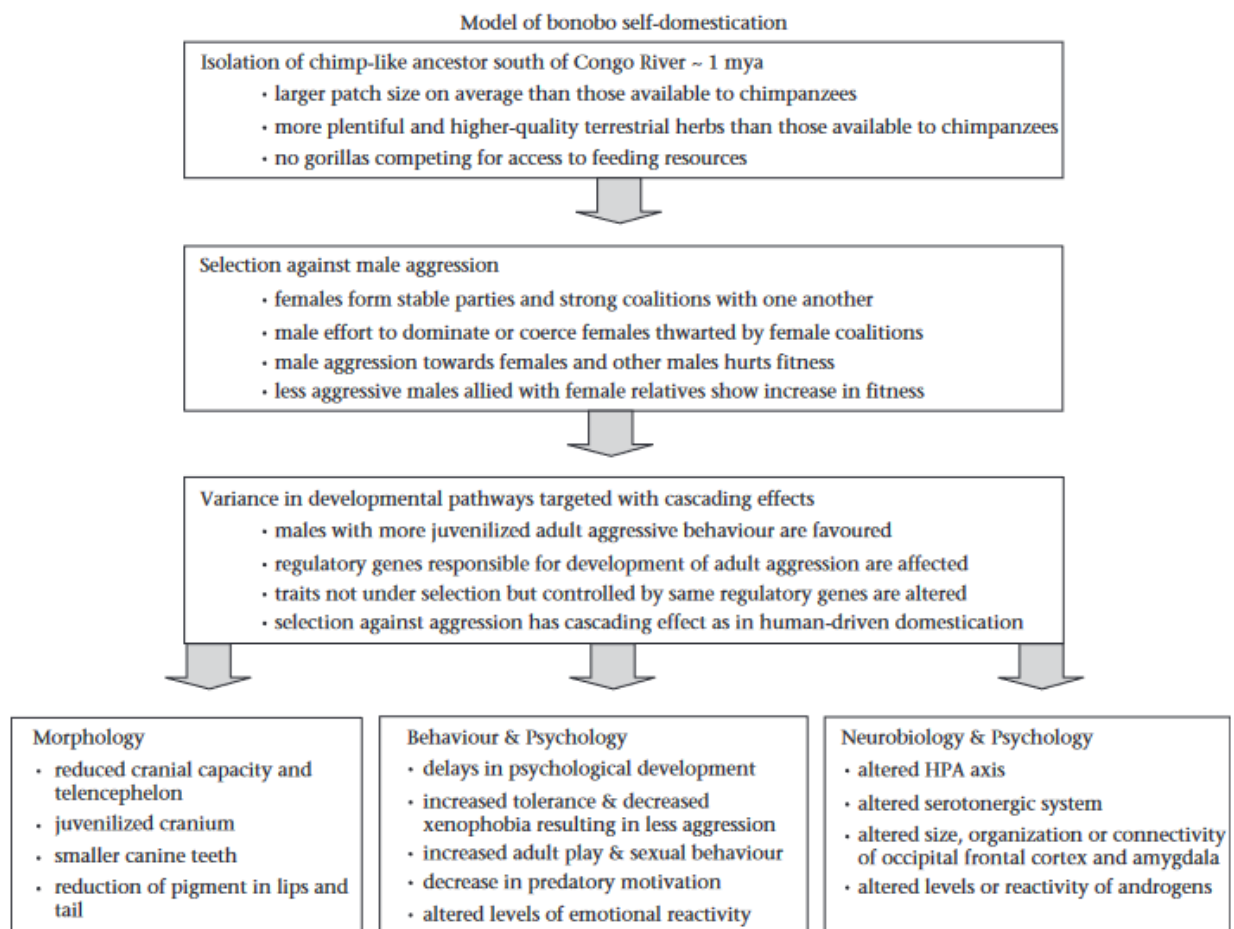 Model of bonobo self-domestication
Isolation of chimp-like ancestor south of Congo River ~ 1 mya
• larger patch size on average than those available to chimpanzees
• more plentiful and higher-quality terrestrial herbs than those available to chimpanzees
• no gorillas competing for access to feeding resources
Selection against male aggression
• females form stable parties and strong coalitions with one another
• male effort to dominate or coerce females thwarted by female coalitions
• male aggression towards females and other males hurts fitness
• less aggressive males allied with female relatives show increase in fitness
Variance in developmental pathways targeted with cascading effects
• males with more juvenilized adult aggressive behaviour are favoured
• regulatory genes responsible for development of adult aggression are affected
• traits not under selection but controlled by same regulatory genes are altered
• selection against aggression has cascading effect as in human-driven domestication
Morphology
• reduced cranial capacity and
telencephelon
• juvenilized cranium
• smaller canine teeth
• reduction of pigment in lips and
tail
Behaviour & Psychology
• delays in psychological development
• increased tolerance & decreased
xenophobia resulting in less aggression
• increased adult play & sexual behaviour
• decrease in predatory motivation
• altered levels of emotional reactivity
Neurobiology & Psychology
• altered HPA axis
• altered serotonergic system
• altered size, organization or connectivity
of occipital frontal cortex and amygdala
• altered levels or reactivity of androgens